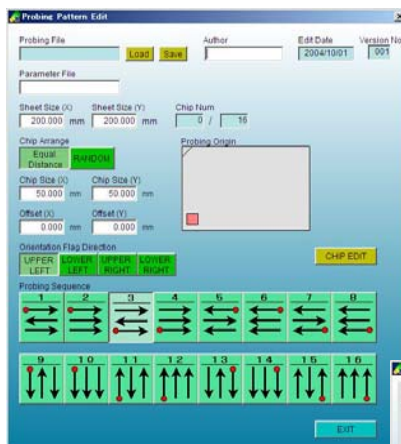 Probing Pattern Edit
Probing File
Author
Edit Date
Version No
Load
Save
2004/10/01
001
Parameter File
Sheet Size (X)
Sheet Size (Y)
Chip Num
200.000 mm
200.000 mm
0 / 16
Chip Arrange
Probing Origin
Equal Distance
RANDOM
Chip Size (X)
Chip Size (Y)
50.000 mm
50.000 mm
Offset (X)
Offset (Y)
0.000 mm
0.000 mm
Orientation Flag Direction
UPPER LEFT
LOWER LEFT
UPPER RIGHT
LOWER RIGHT
CHIP EDIT
Probing Sequence
1 2 3 4 5 6 7 8
9 10 11 12 13 14 15 16
EXIT